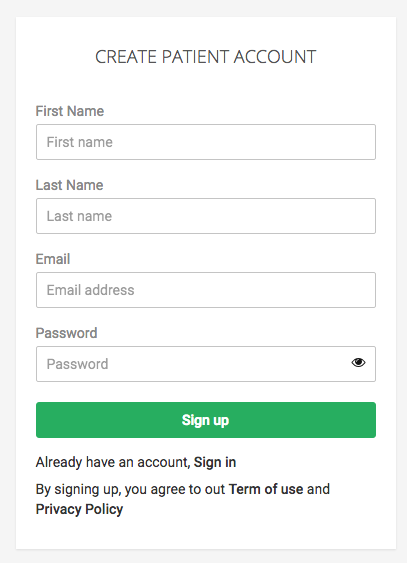 CREATE PATIENT ACCOUNT
First Name
First name
Last Name
Last name
Email
Email address
Password
Password
Sign up
Already have an account, Sign in
By signing up, you agree to out Term of use and
Privacy Policy